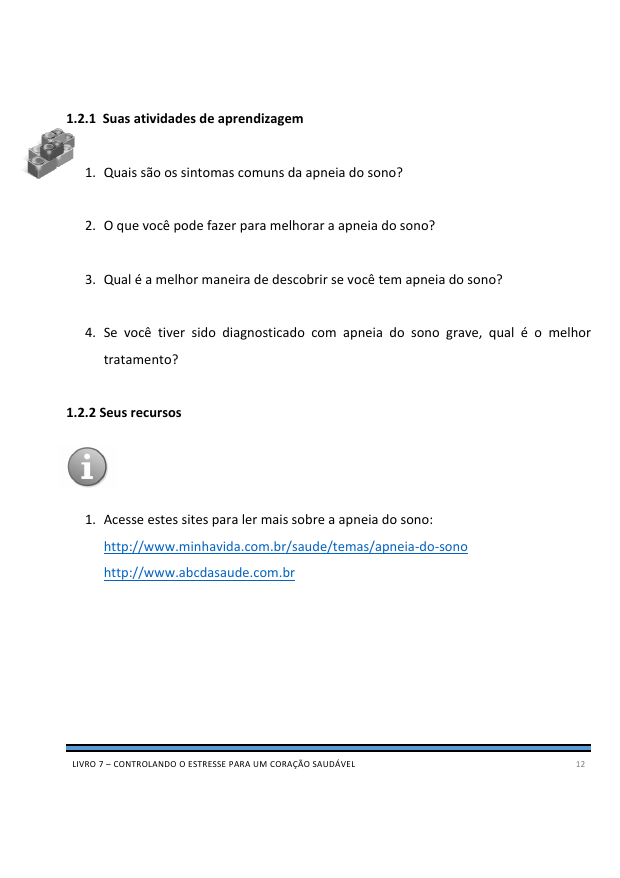 1.2.1 Suas atividades de aprendizagem
1. Quais são os sintomas comuns da apneia do sono?
2. O que você pode fazer para melhorar a apneia do sono?
3. Qual é a melhor maneira de descobrir se você tem apneia do sono?
4. Se você tiver sido diagnosticado com apneia do sono grave, qual é o melhor
tratamento?
1.2.2 Seus recursos
i
1. Acesse estes sites para ler mais sobre a apneia do sono:
http://www.minhavida.com.br/saude/temas/apneia-do-sono
http://www.abcdasaude.com.br
LIVRO 7 – CONTROLANDO O ESTRESSE PARA UM CORAÇÃO SAUDÁVEL 12